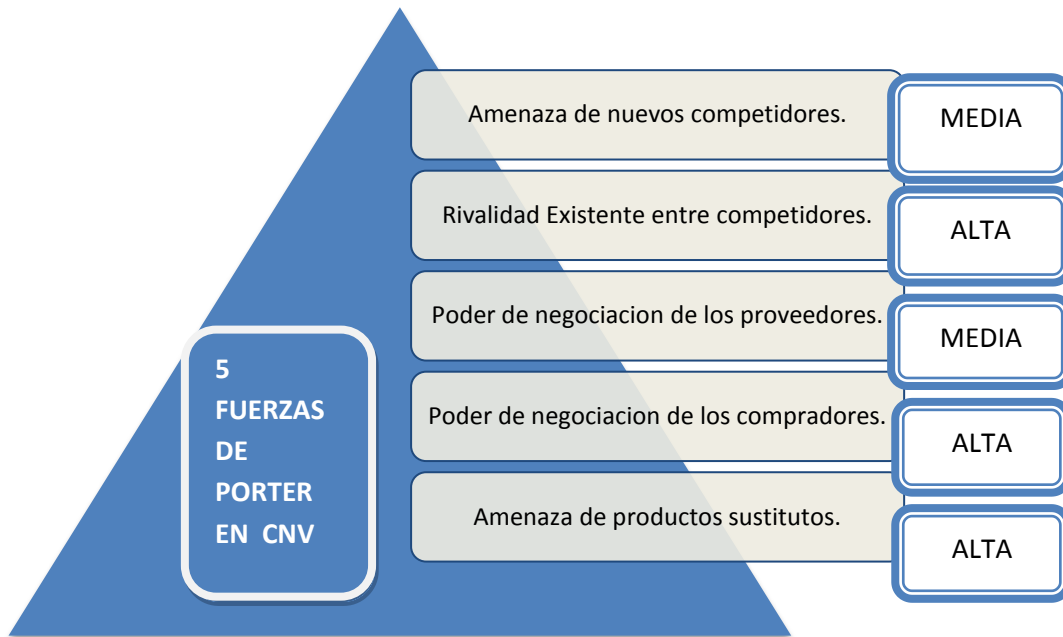 Amenaza de nuevos competidores.
MEDIA
Rivalidad Existente entre competidores.
ALTA
Poder de negociacion de los proveedores.
MEDIA
Poder de negociacion de los compradores.
ALTA
Amenaza de productos sustitutos.
ALTA
5
FUERZAS
DE
PORTER
EN CNV